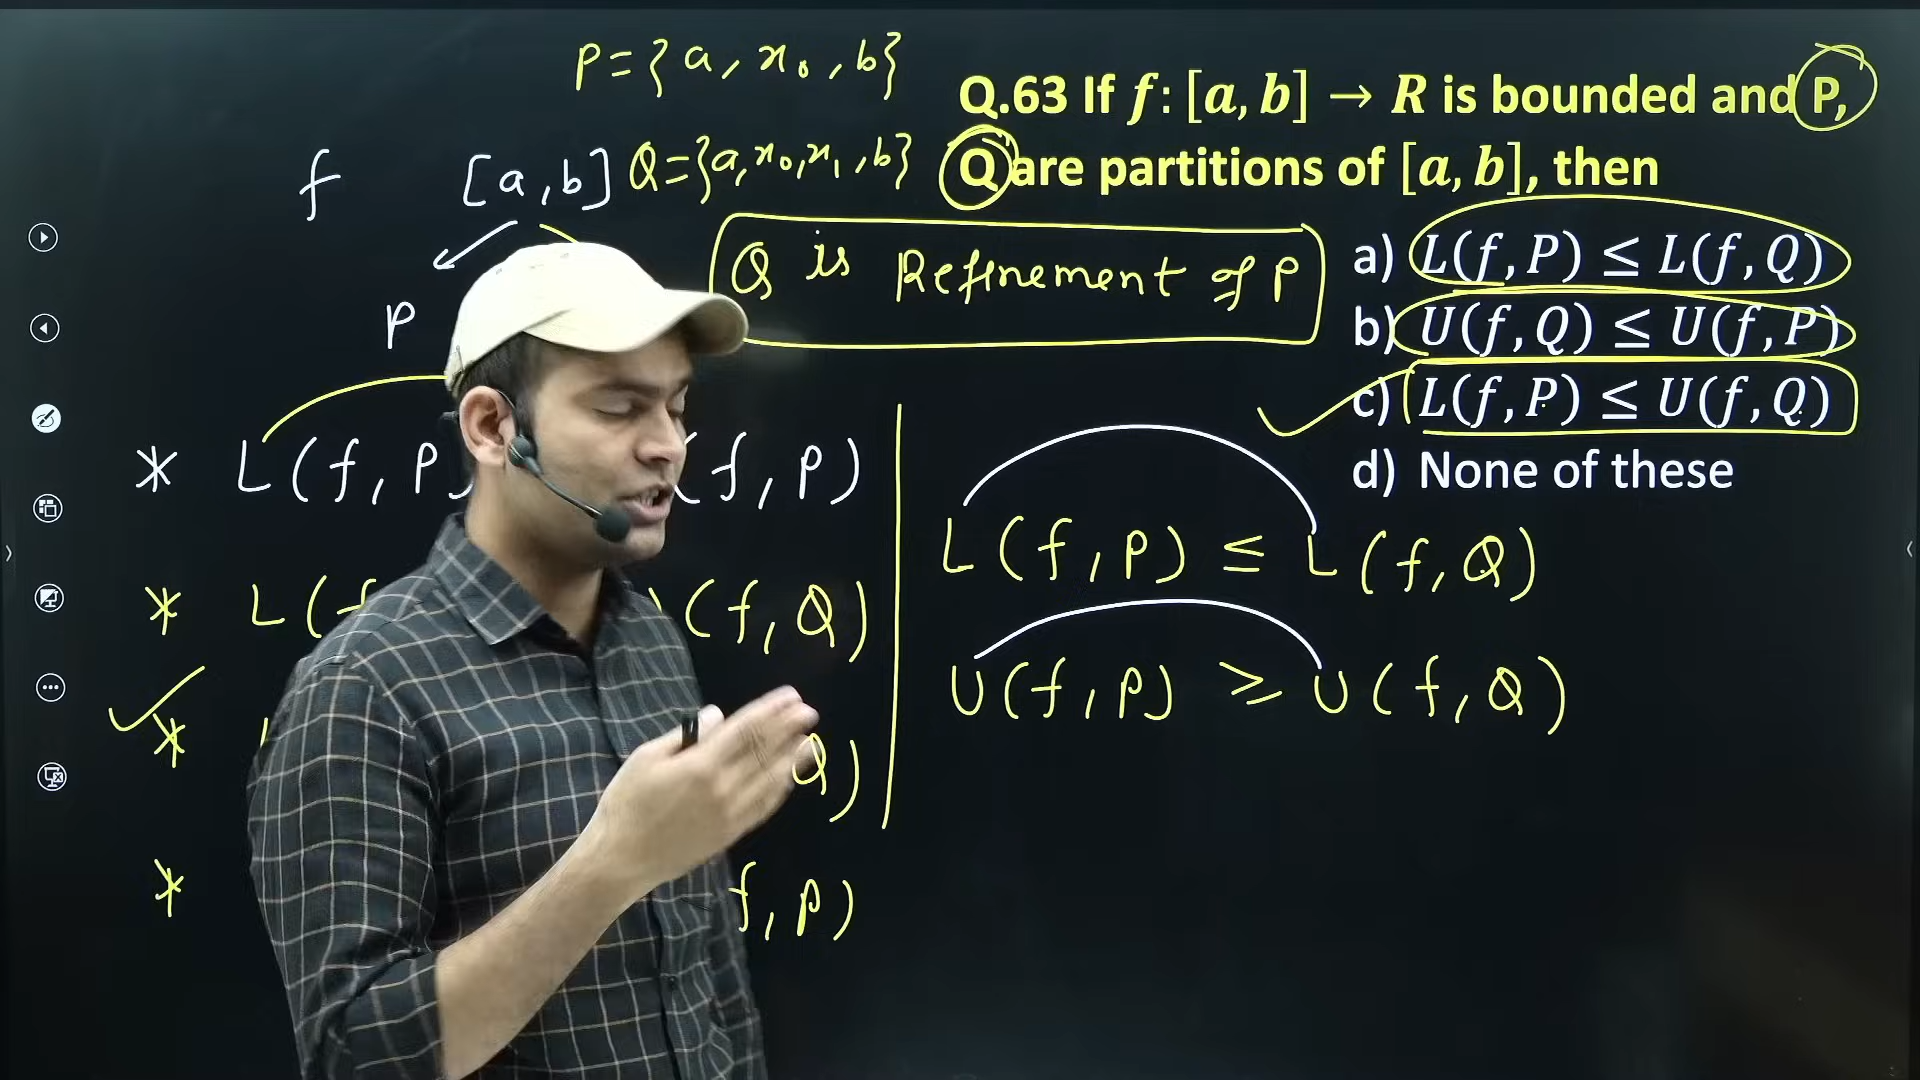 P = { a, x₀, b }
Q.63 If f: [a, b] → R is bounded and P,
Q are partitions of [a, b], then
f [a, b] Q = {a, x₀, x₁, b}
Q is Refinement of P
a) L(f, P) ≤ L(f, Q)
b) U(f, Q) ≤ U(f, P)
c) L(f, P) ≤ U(f, Q)
d) None of these
P
* L(f, P) (f, P)
* L(f (f, Q)
* Q)
* f, P)
L(f, P) ≤ L(f, Q)
U(f, P) ≥ U(f, Q)